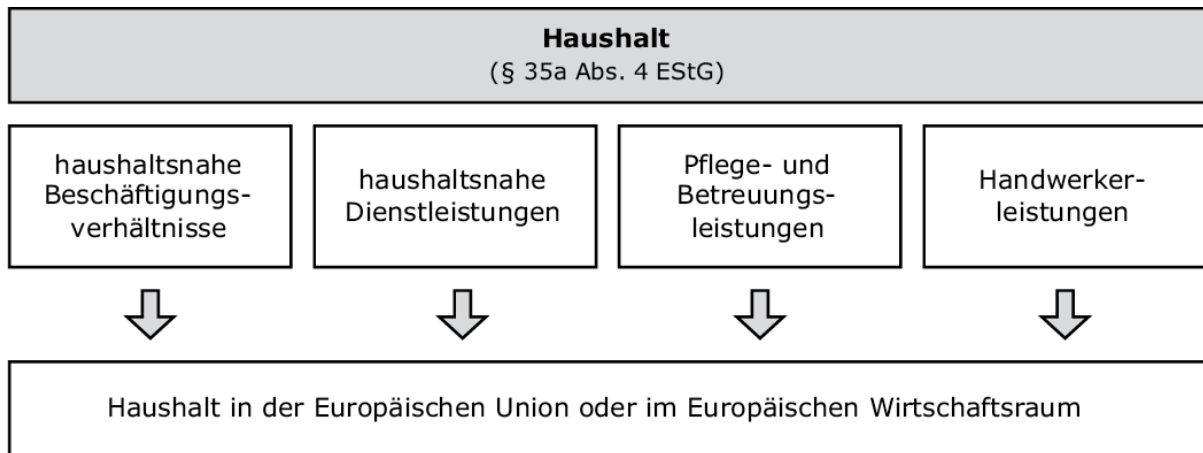 Haushalt
(§ 35a Abs. 4 EStG)
haushaltsnahe
Beschäftigungs-
verhältnisse
haushaltsnahe
Dienstleistungen
Pflege- und
Betreuungs-
leistungen
Handwerker-
leistungen
Haushalt in der Europäischen Union oder im Europäischen Wirtschaftsraum